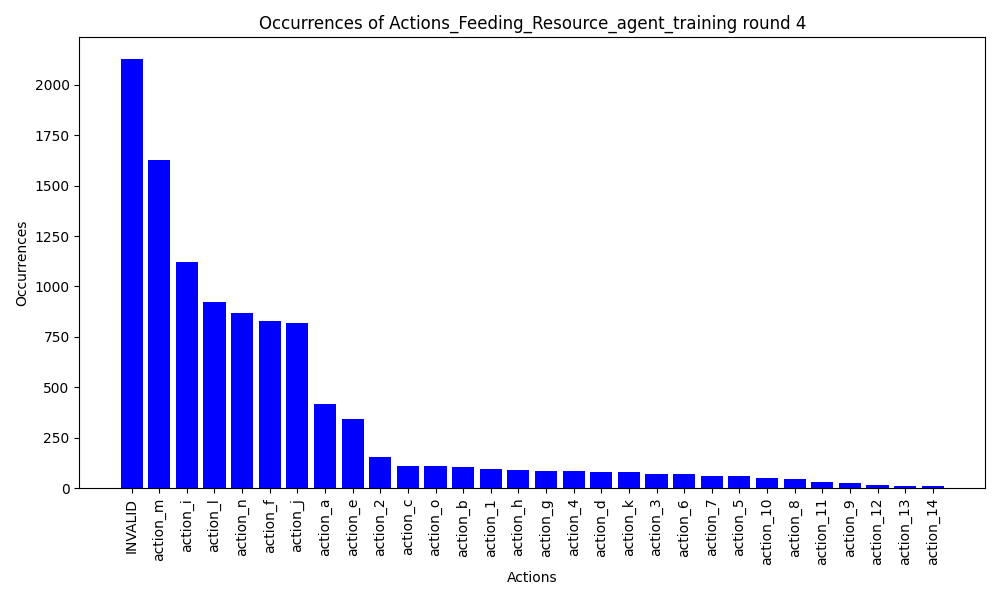 Occurrences of Actions_Feeding_Resource_agent_training round 4
Occurrences
2000
1750
1500
1250
1000
750
500
250
0
INVALID
action_m
action_i
action_l
action_n
action_f
action_j
action_a
action_e
action_2
action_c
action_o
action_b
action_1
action_h
action_g
action_4
action_d
action_k
action_3
action_6
action_7
action_5
action_10
action_8
action_11
action_9
action_12
action_13
action_14
Actions